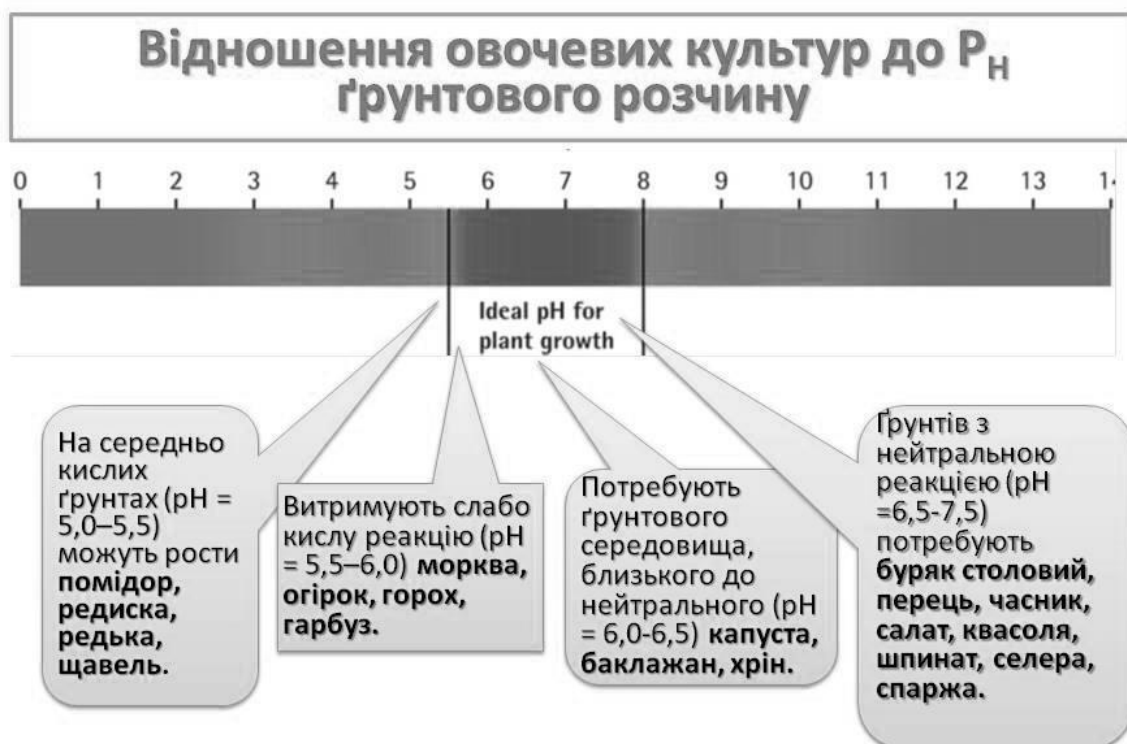 Відношення овочевих культур до PH
ґрунтового розчину
0 1 2 3 4 5 6 7 8 9 10 11 12 13 14
Ideal pH for
plant growth
На середньо
кислих
ґрунтах (pH =
5,0–5,5)
можуть рости
помідор,
редиска,
редька,
щавель.
Витримують слабо
кислу реакцію (pH
= 5,5–6,0) морква,
огірок, горох,
гарбуз.
Потребують
ґрунтового
середовища,
близького до
нейтрального (pH
= 6,0-6,5) капуста,
баклажан, хрін.
Ґрунтів з
нейтральною
реакцією (pH
=6,5-7,5)
потребують
буряк столовий,
перець, часник,
салат, квасоля,
шпинат, селера,
спаржа.